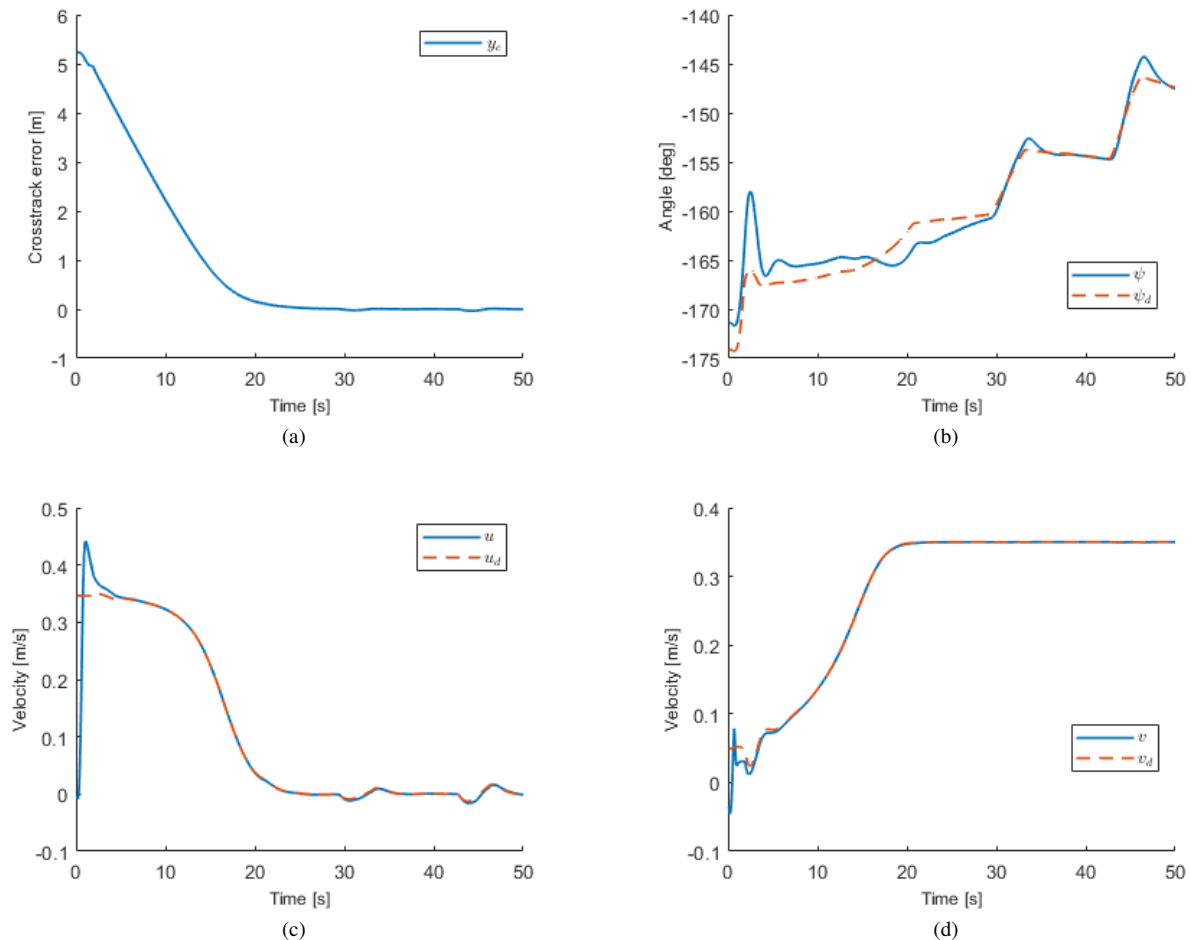 6
5
4
3
2
1
0
-1
Crosstrack error [m]
y_e
0 10 20 30 40 50
Time [s]
(a)
-140
-145
-150
-155
-160
-165
-170
-175
Angle [deg]
ψ
ψ_d
0 10 20 30 40 50
Time [s]
(b)
0.5
0.4
0.3
0.2
0.1
0
-0.1
Velocity [m/s]
u
u_d
0 10 20 30 40 50
Time [s]
(c)
0.4
0.3
0.2
0.1
0
-0.1
Velocity [m/s]
v
v_d
0 10 20 30 40 50
Time [s]
(d)